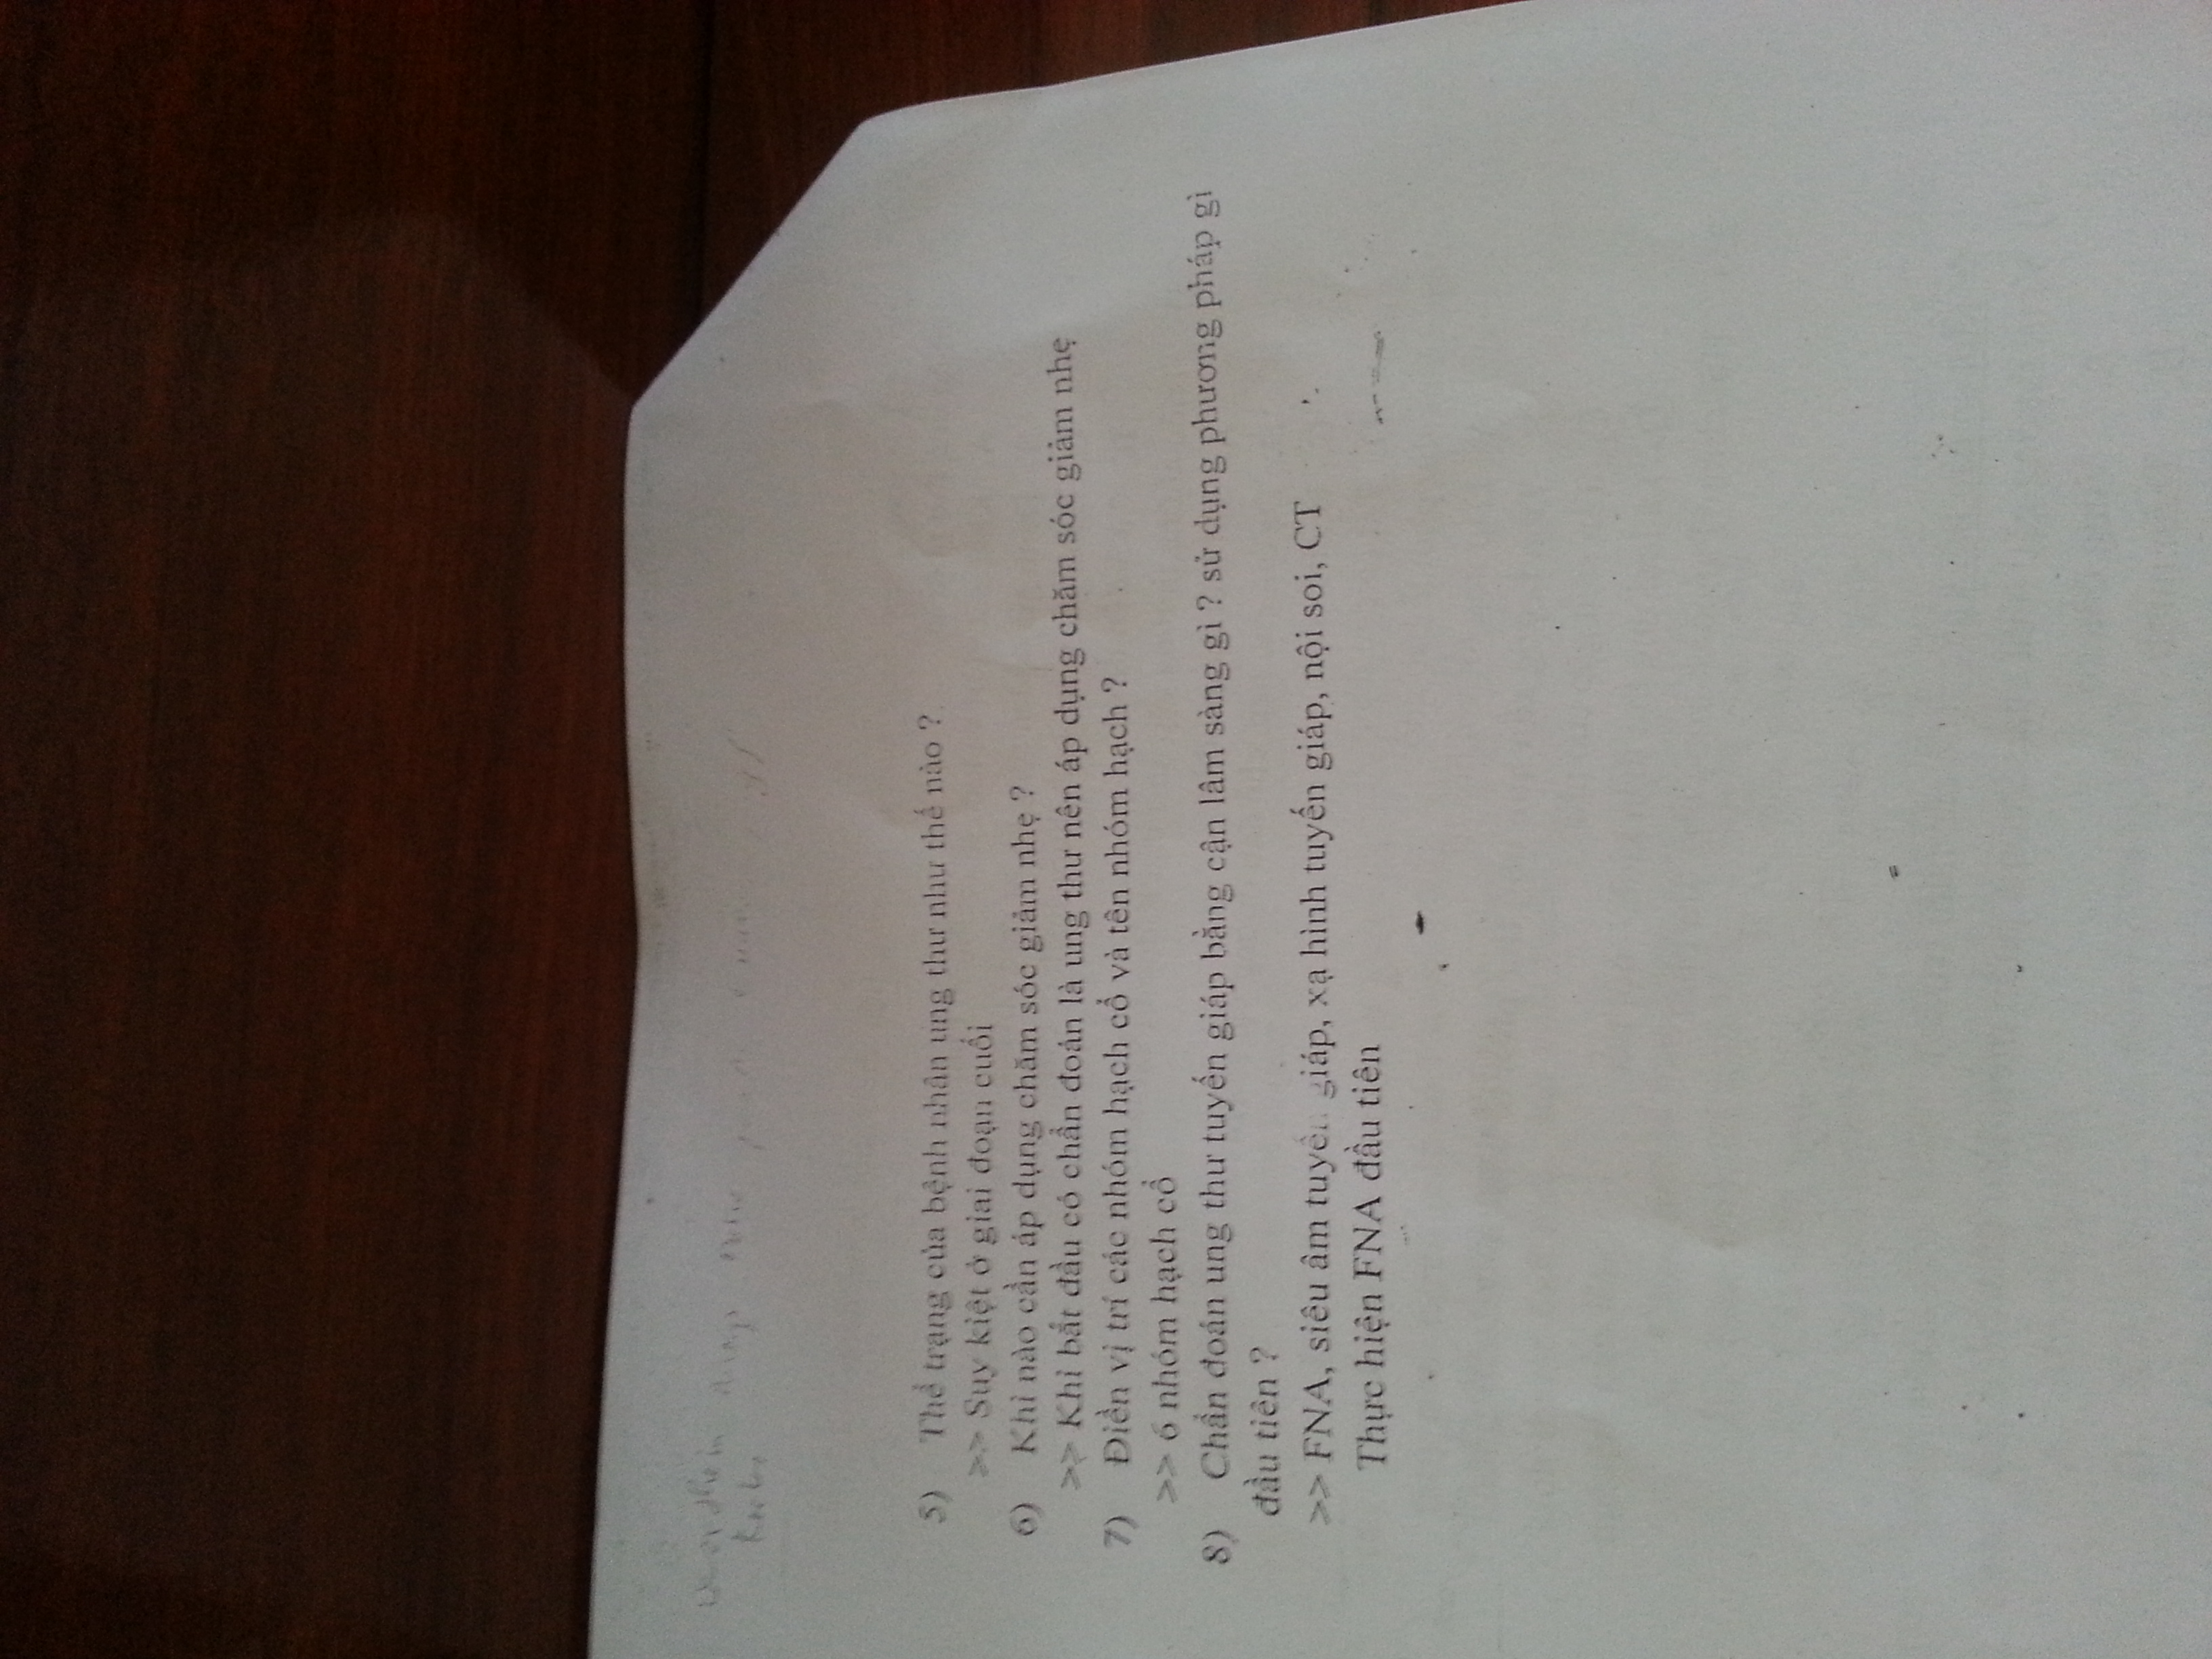 5) Thể trạng của bệnh nhân ung thư như thế nào ?
>> Suy kiệt ở giai đoạn cuối
6) Khi nào cần áp dụng chăm sóc giảm nhẹ ?
>> Khi bắt đầu có chẩn đoán là ung thư nên áp dụng chăm sóc giảm nhẹ
7) Điền vị trí các nhóm hạch cổ và tên nhóm hạch ?
>> 6 nhóm hạch cổ
8) Chẩn đoán ung thư tuyến giáp bằng cận lâm sàng gì ? sử dụng phương pháp gì
đầu tiên ?
>> FNA, siêu âm tuyến giáp, xạ hình tuyến giáp, nội soi, CT
Thực hiện FNA đầu tiên